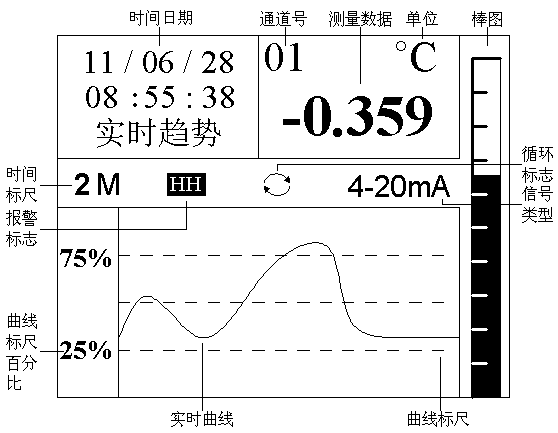 时间日期
通道号
测量数据
单位
棒图
11 / 06 / 28
08 : 55 : 38
实时趋势
01
°C
-0.359
时间
标尺
2 M
HH
4-20mA
循环
标志
信号
类型
报警
标志
75%
25%
曲线
标尺
百分
比
实时曲线
曲线标尺